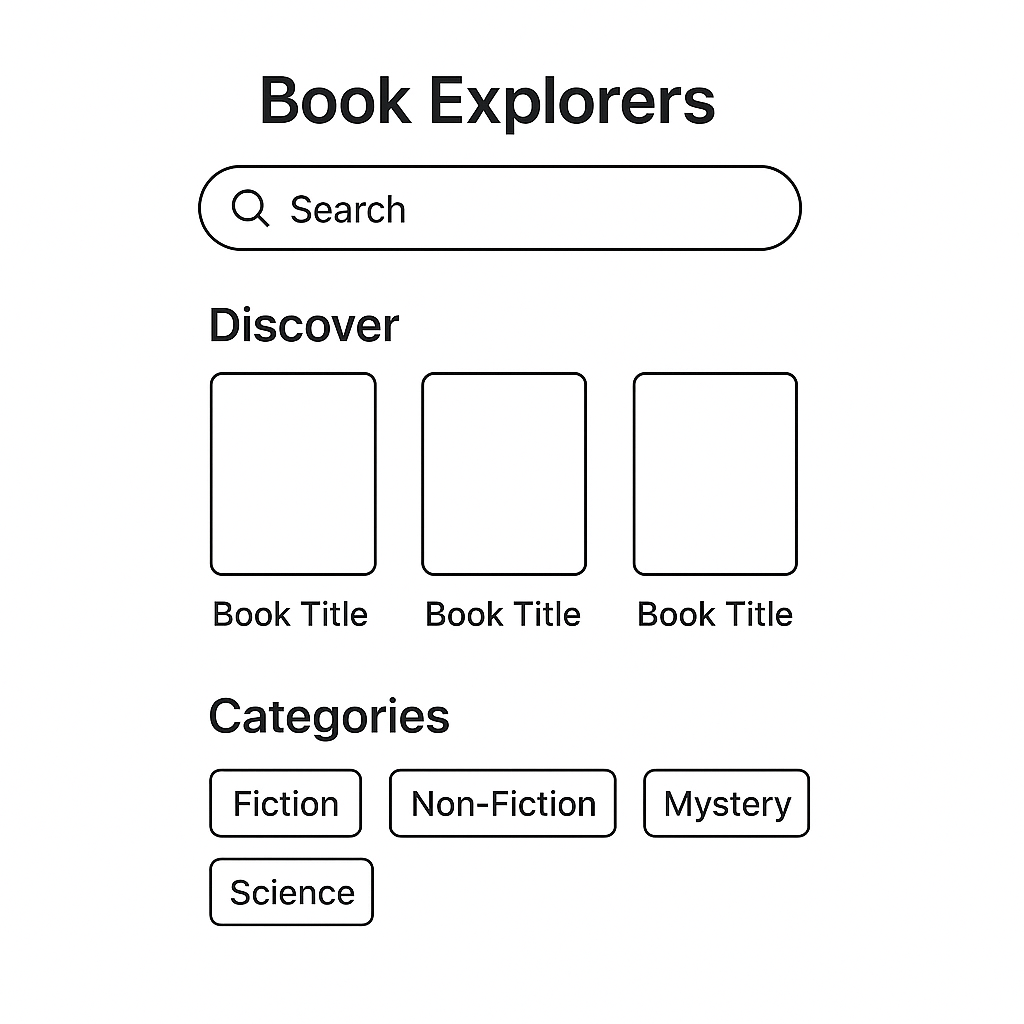 Book Explorers
Search
Discover
Book Title Book Title Book Title
Categories
Fiction Non-Fiction Mystery
Science